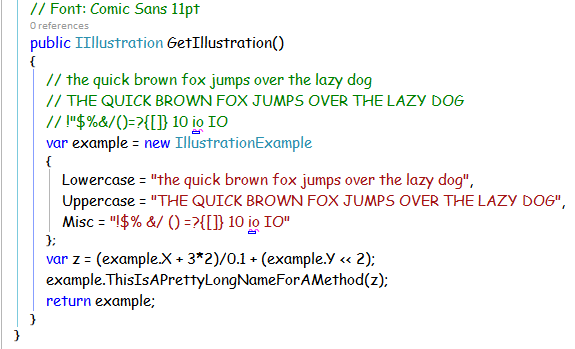 // Font: Comic Sans 11pt
0 references
public IIllustration GetIllustration()
{
// the quick brown fox jumps over the lazy dog
// THE QUICK BROWN FOX JUMPS OVER THE LAZY DOG
// !"$%&/()=?{[]} 10 io IO
var example = new IllustrationExample
{
Lowercase = "the quick brown fox jumps over the lazy dog",
Uppercase = "THE QUICK BROWN FOX JUMPS OVER THE LAZY DOG",
Misc = "!$% &/ () =?{[]} 10 io IO"
};
var z = (example.X + 3*2)/0.1 + (example.Y << 2);
example.ThisIsAPrettyLongNameForAMethod(z);
return example;
}
}